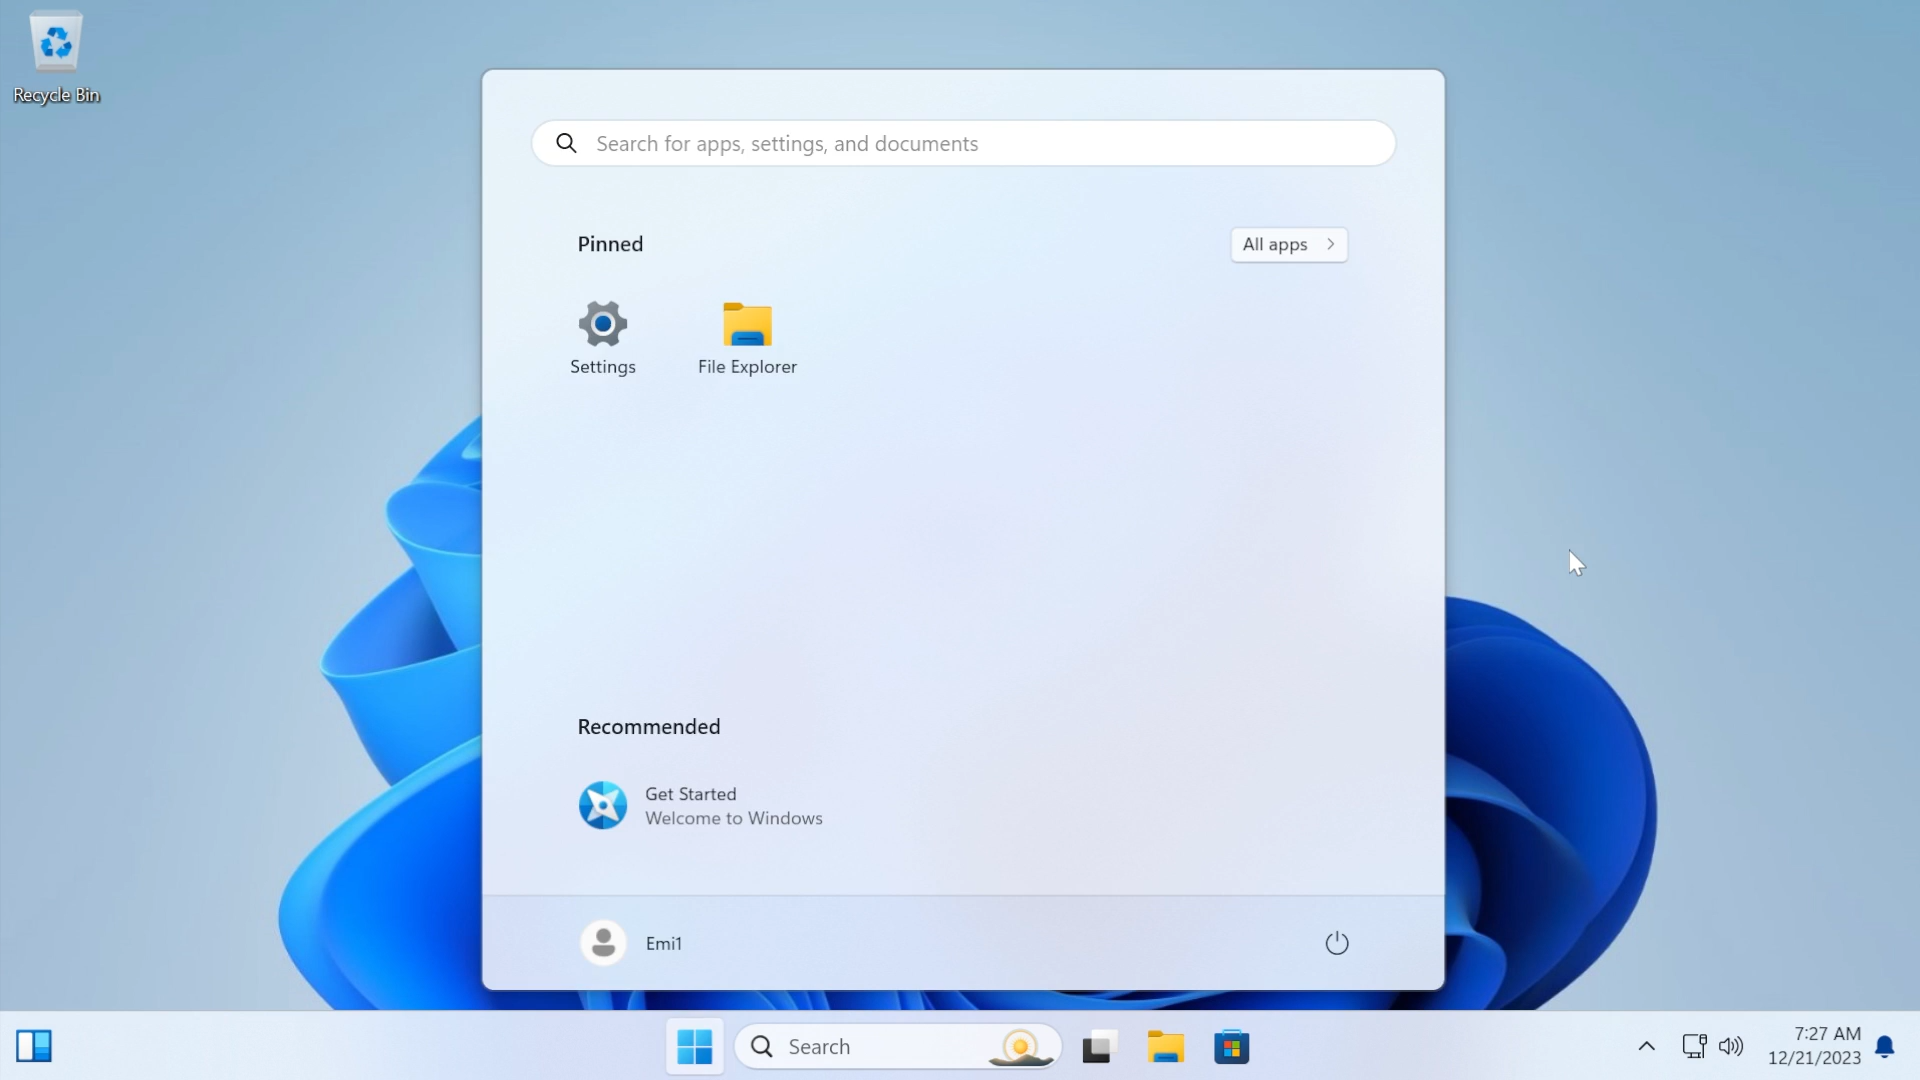 Recycle Bin
Search for apps, settings, and documents
Pinned
All apps
Settings
File Explorer
Recommended
Get Started
Welcome to Windows
Emi1
Search
7:27 AM
12/21/2023